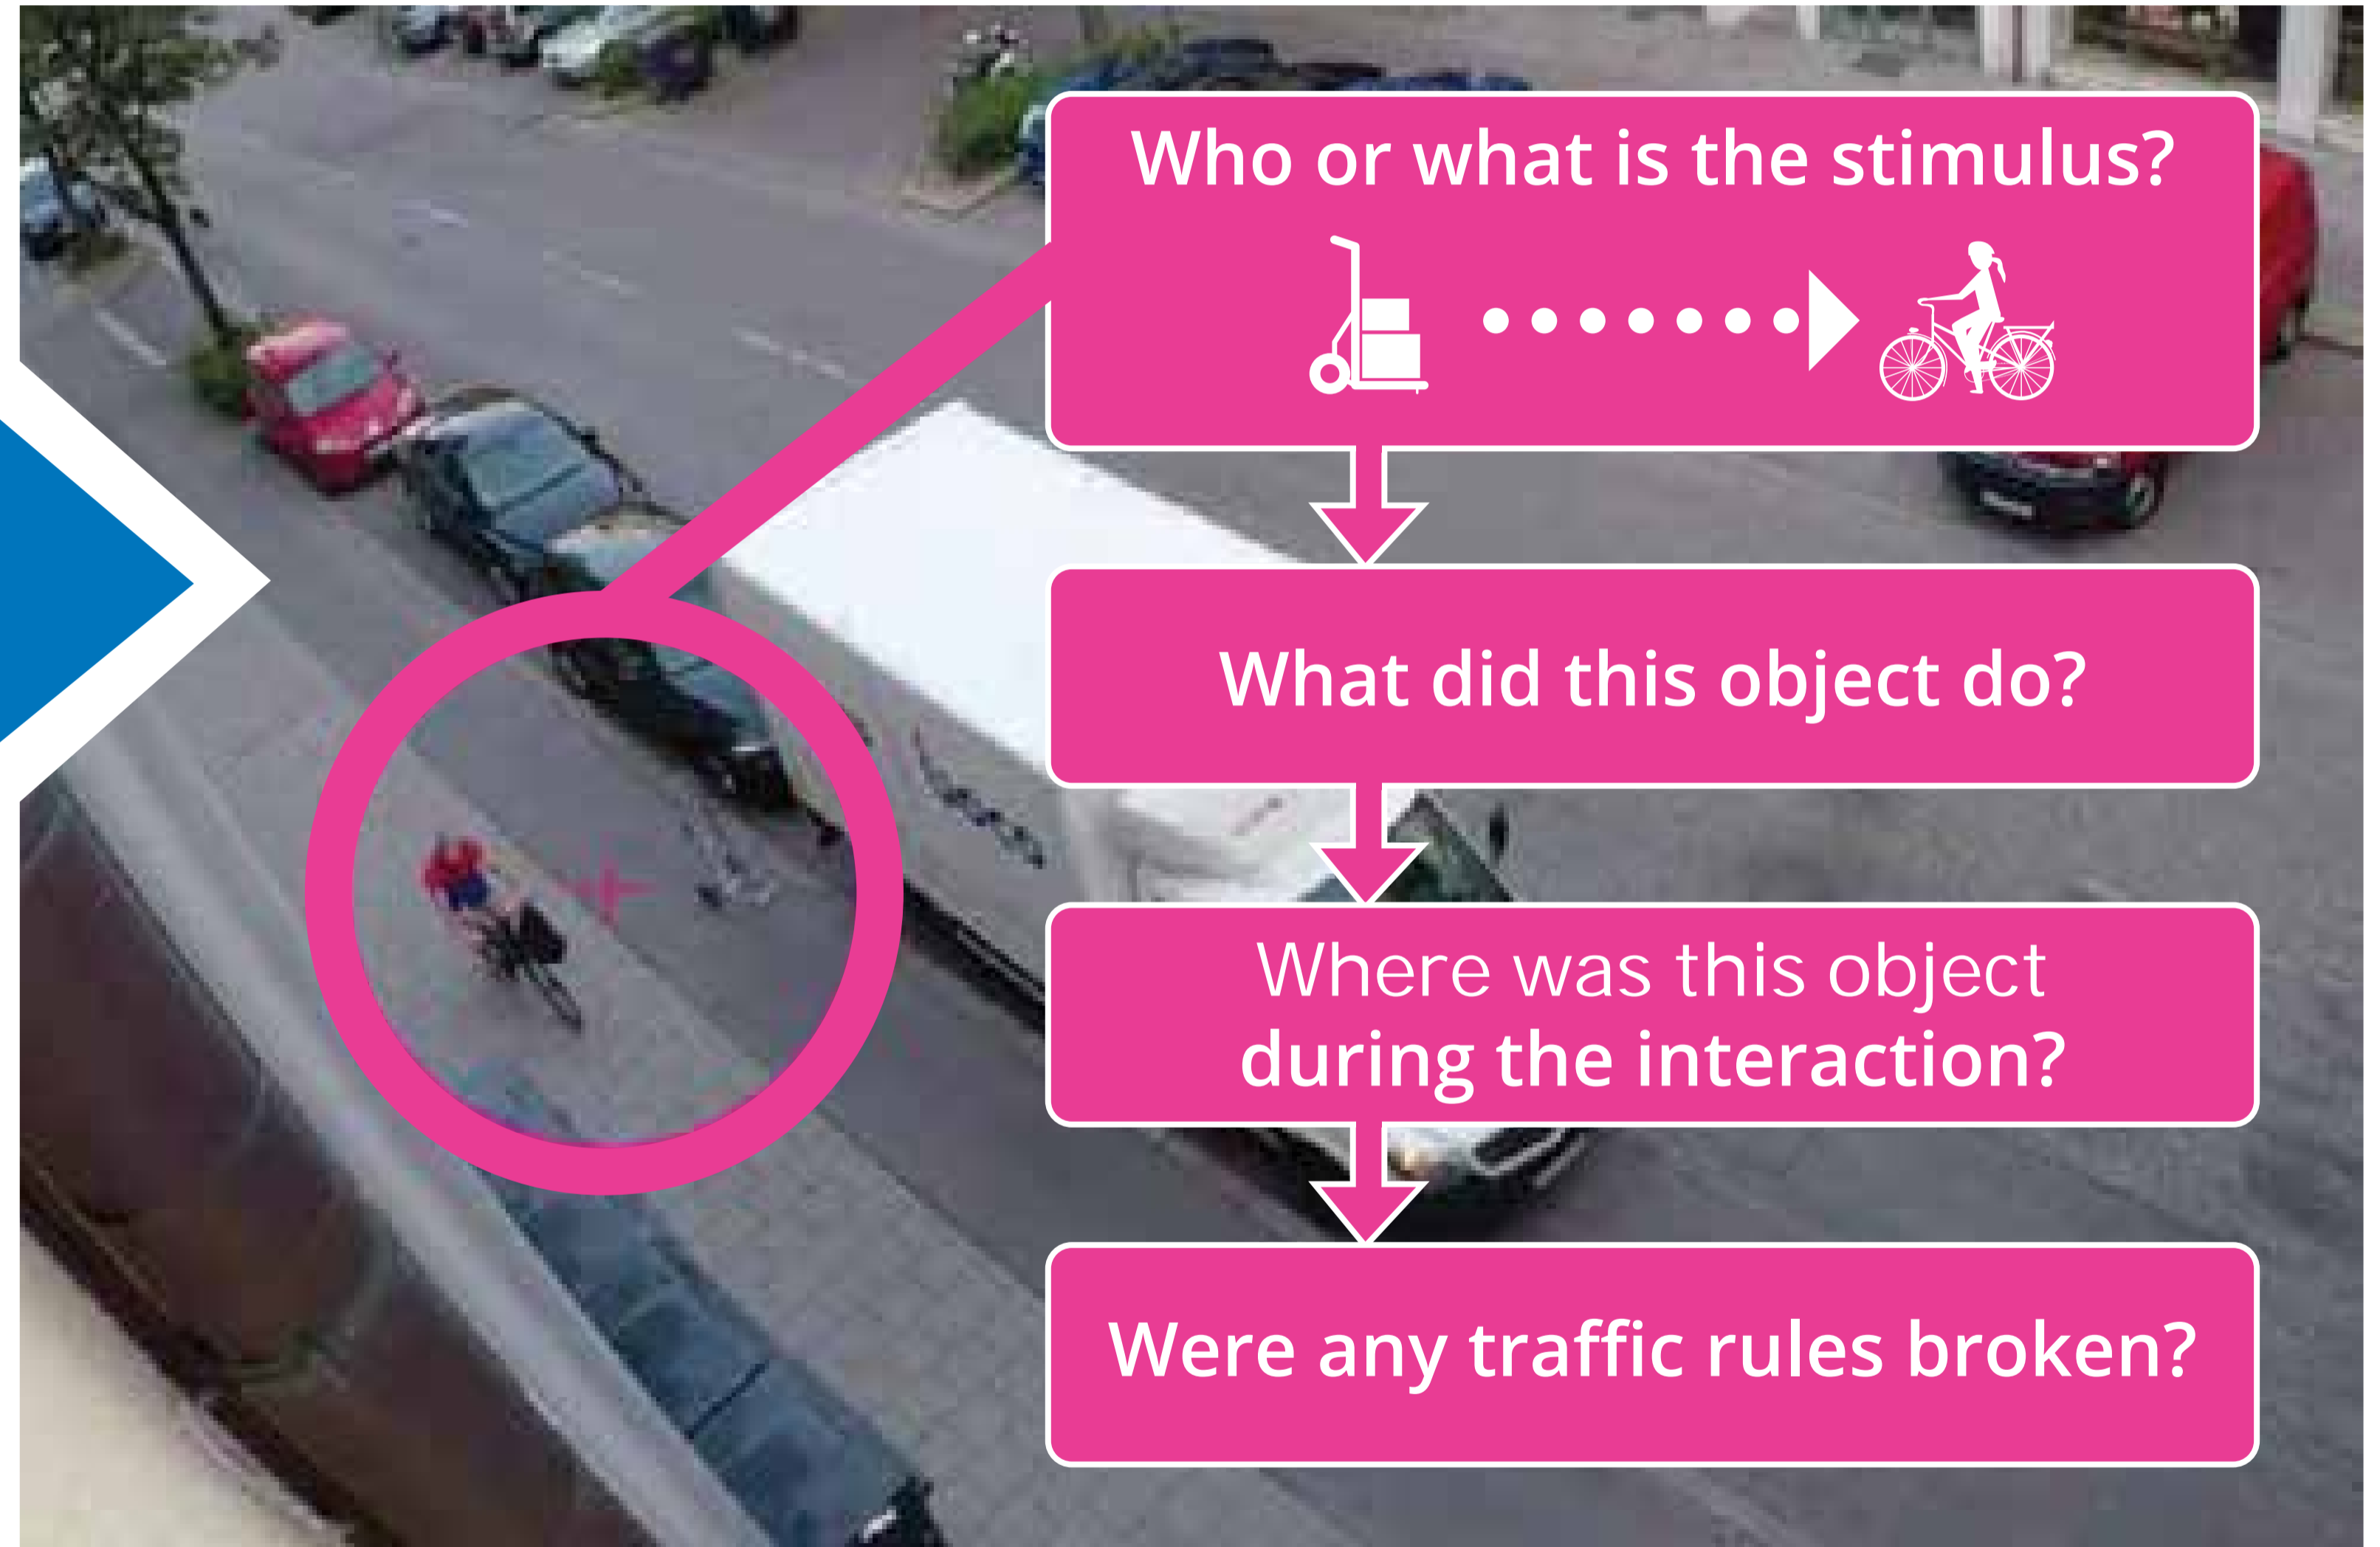 Who or what is the stimulus?
What did this object do?
Where was this object
during the interaction?
Were any traffic rules broken?